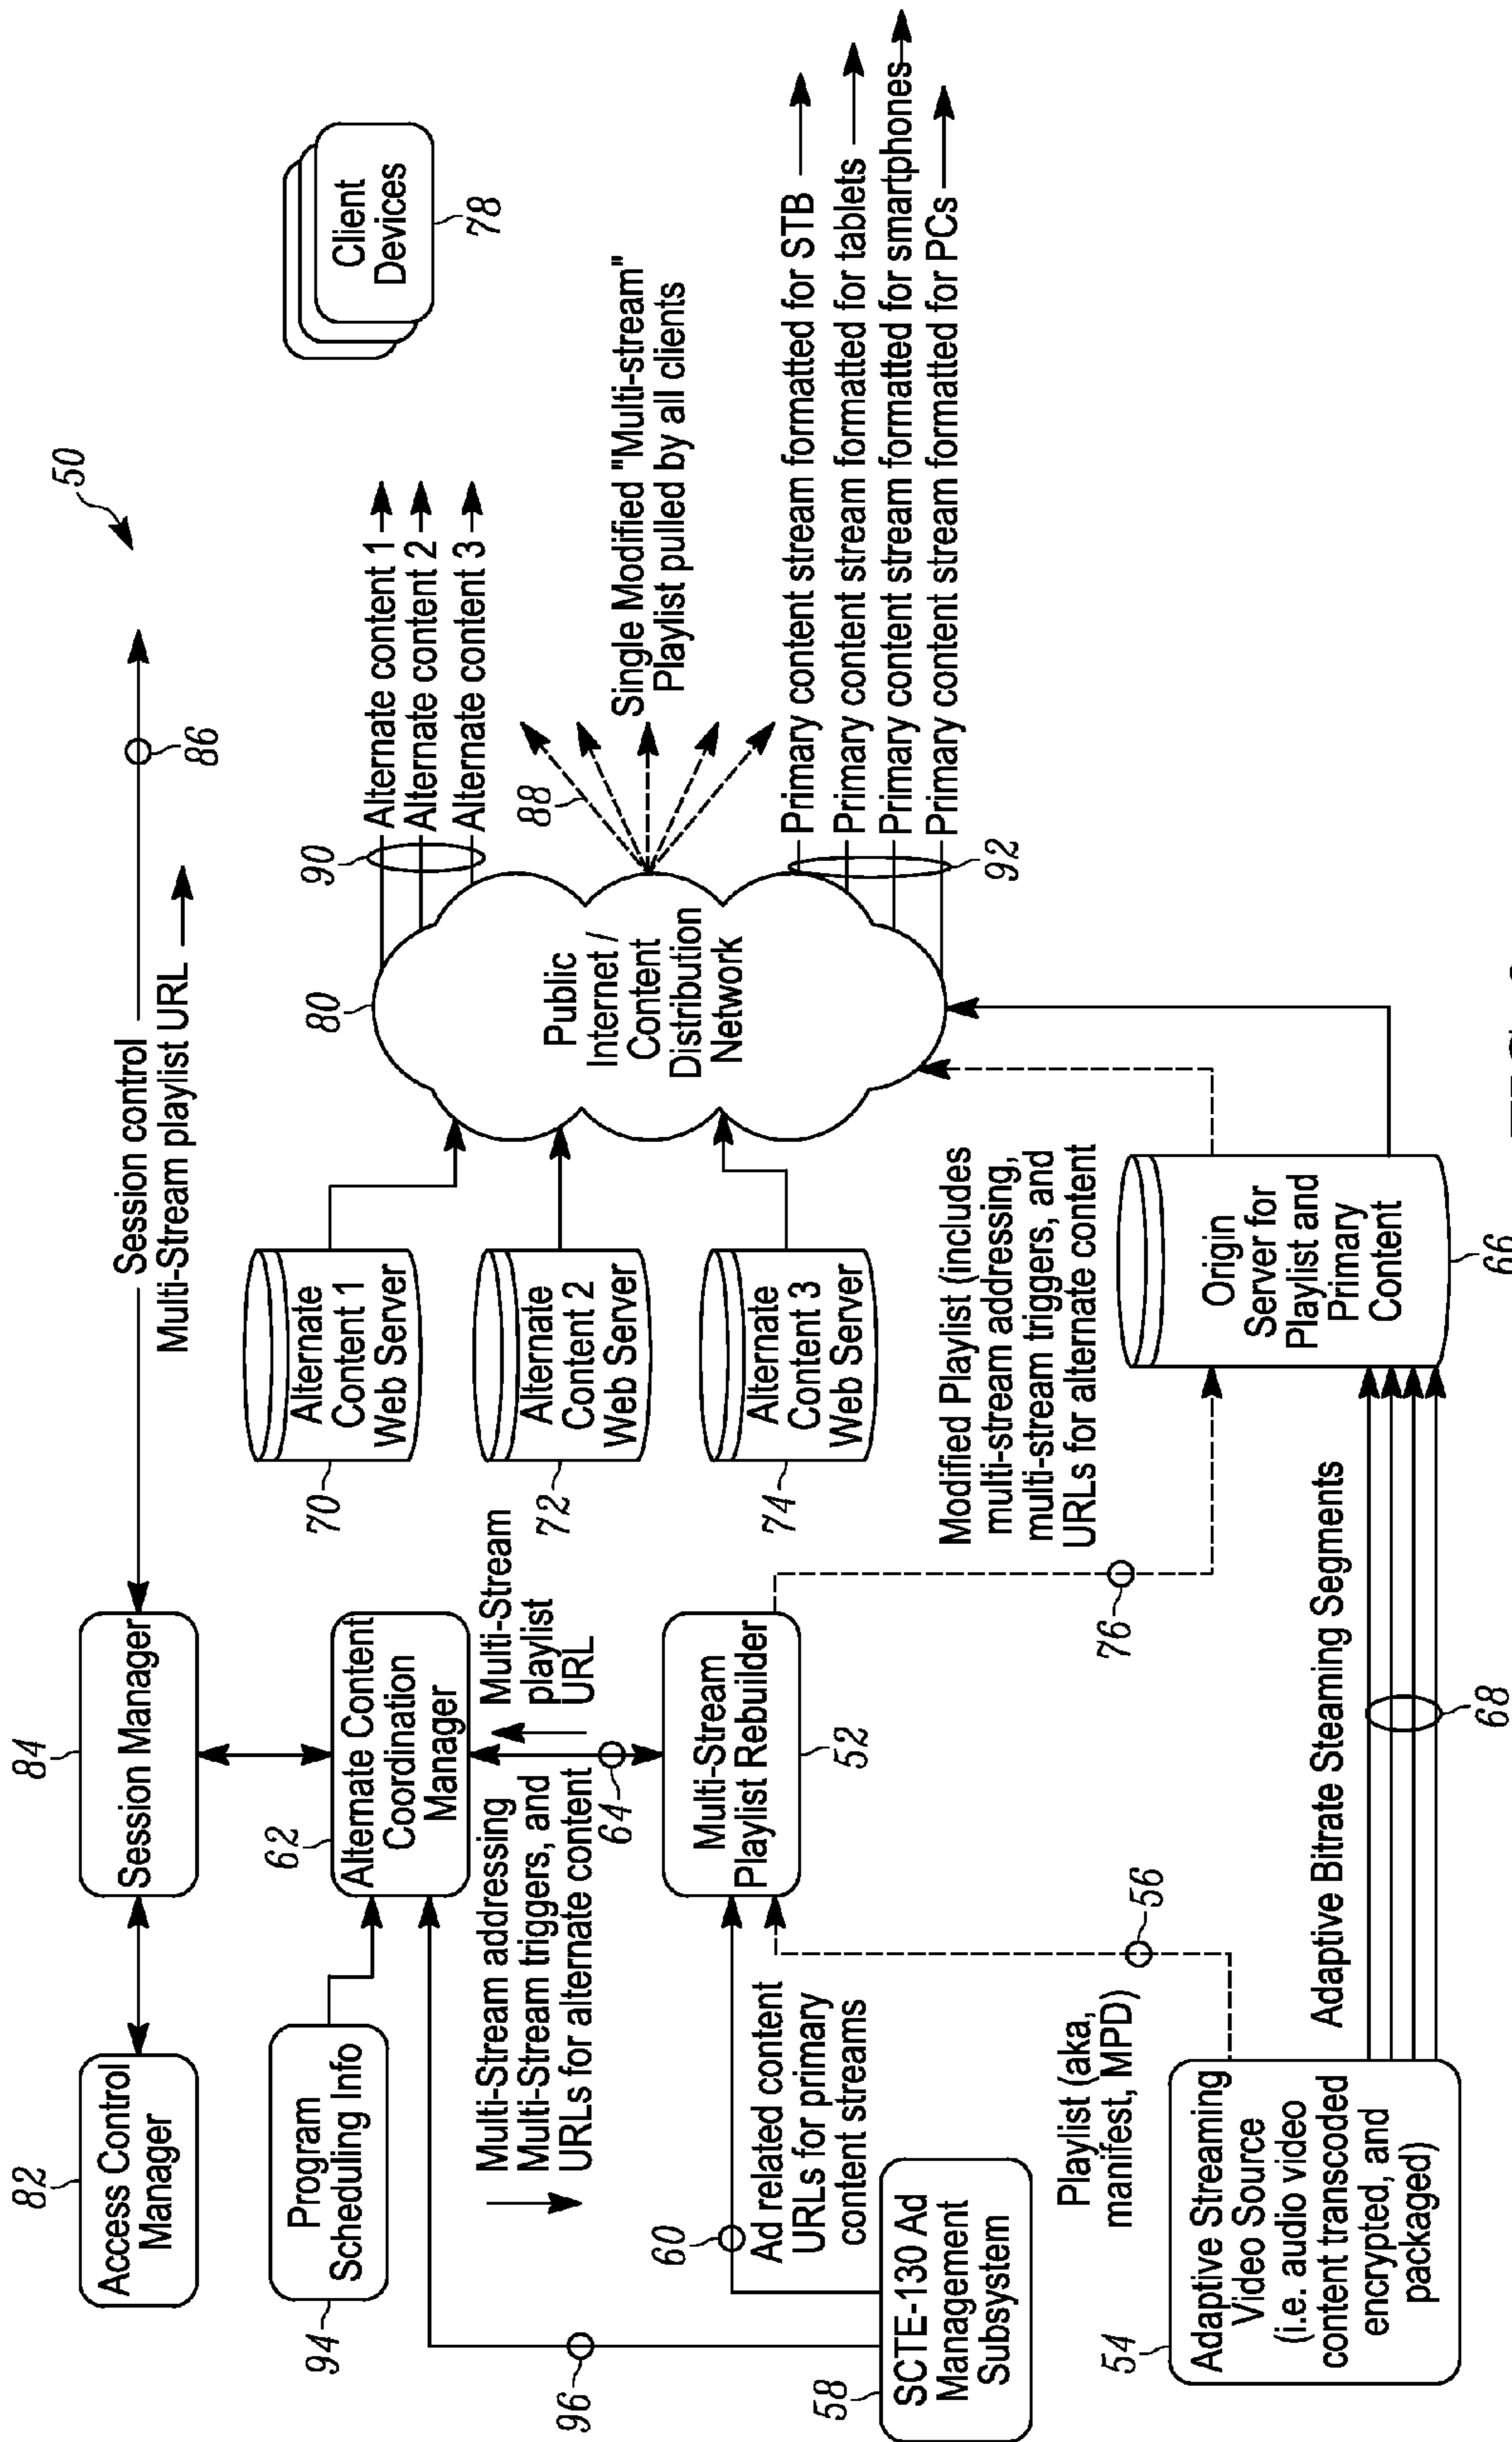 50
82
Access Control
Manager
84
Session Manager
Session control
Multi-Stream playlist URL
86
94
Program
Scheduling Info
62
Alternate Content
Coordination
Manager
Multi-Stream addressing
Multi-Stream triggers, and
URLs for alternate content
Multi-Stream
playlist
URL
64
96
60
Ad related content
URLs for primary
content streams
58
SCTE-130 Ad
Management
Subsystem
Multi-Stream
Playlist Rebuilder
52
54
Adaptive Streaming
Video Source
(i.e. audio video
content transcoded
encrypted, and
packaged)
Playlist (aka,
manifest, MPD)
56
Adaptive Bitrate Steaming Segments
68
76
Modified Playlist (includes
multi-stream addressing,
multi-stream triggers, and
URLs for alternate content
Origin
Server for
Playlist and
Primary
Content
66
70
Alternate
Content 1
Web Server
72
Alternate
Content 2
Web Server
74
Alternate
Content 3
Web Server
80
Public
Internet /
Content
Distribution
Network
90
Alternate content 1
Alternate content 2
Alternate content 3
88
Single Modified "Multi-stream"
Playlist pulled by all clients
92
Primary content stream formatted for STB
Primary content stream formatted for tablets
Primary content stream formatted for smartphones
Primary content stream formatted for PCs
Client
Devices
78